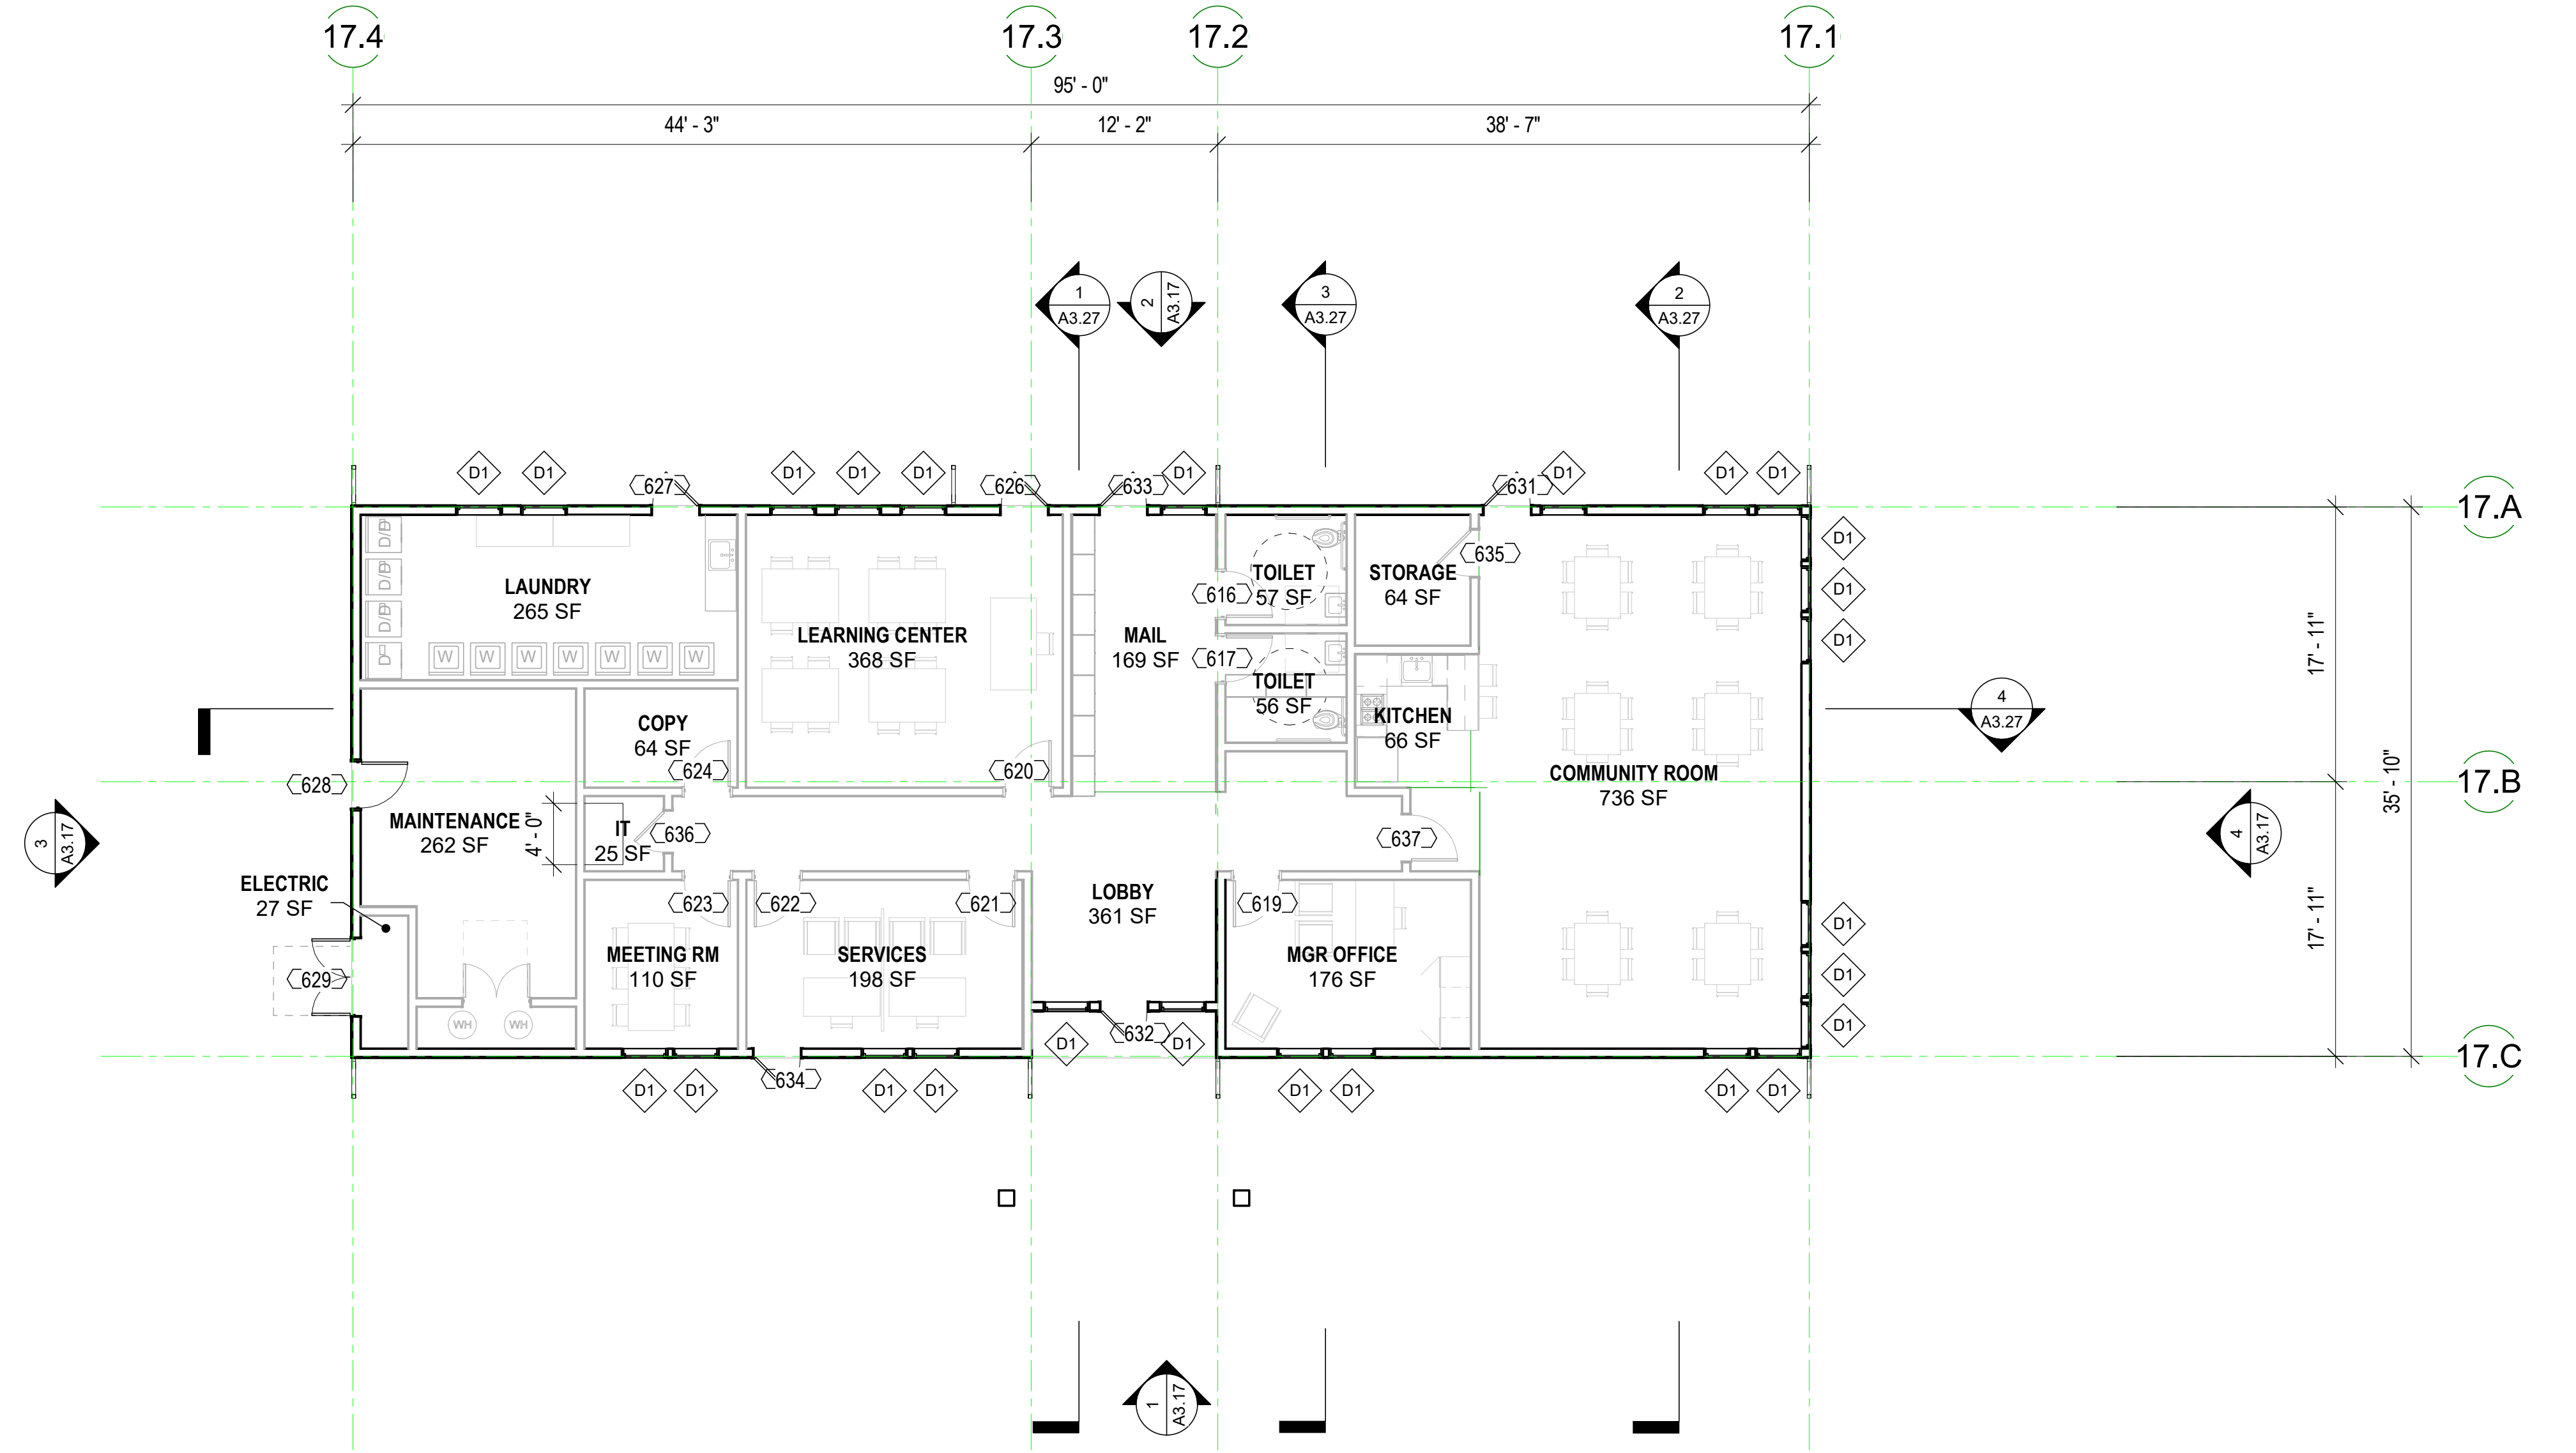 17.4
17.3
17.2
17.1
95' - 0"
44' - 3"
12' - 2"
38' - 7"
1
A3.27
2
A3.17
3
A3.27
2
A3.27
D1
D1
627
D1
D1
D1
626
633
D1
631
D1
D1
D1
17.A
D/D
D/D
D/D
D
LAUNDRY
265 SF
W
W
W
W
W
W
W
LEARNING CENTER
368 SF
MAIL
169 SF
616
617
TOILET
57 SF
TOILET
56 SF
STORAGE
64 SF
635
D1
D1
D1
17' - 11"
COPY
64 SF
624
620
KITCHEN
66 SF
COMMUNITY ROOM
736 SF
4
A3.27
628
17.B
35' - 10"
3
A3.17
MAINTENANCE
262 SF
4' - 0"
IT
25 SF
636
637
4
A3.17
ELECTRIC
27 SF
623
622
621
LOBBY
361 SF
619
D1
D1
D1
17' - 11"
629
MEETING RM
110 SF
SERVICES
198 SF
MGR OFFICE
176 SF
WH
WH
632
D1
D1
17.C
D1
D1
634
D1
D1
D1
D1
D1
D1
1
A3.17